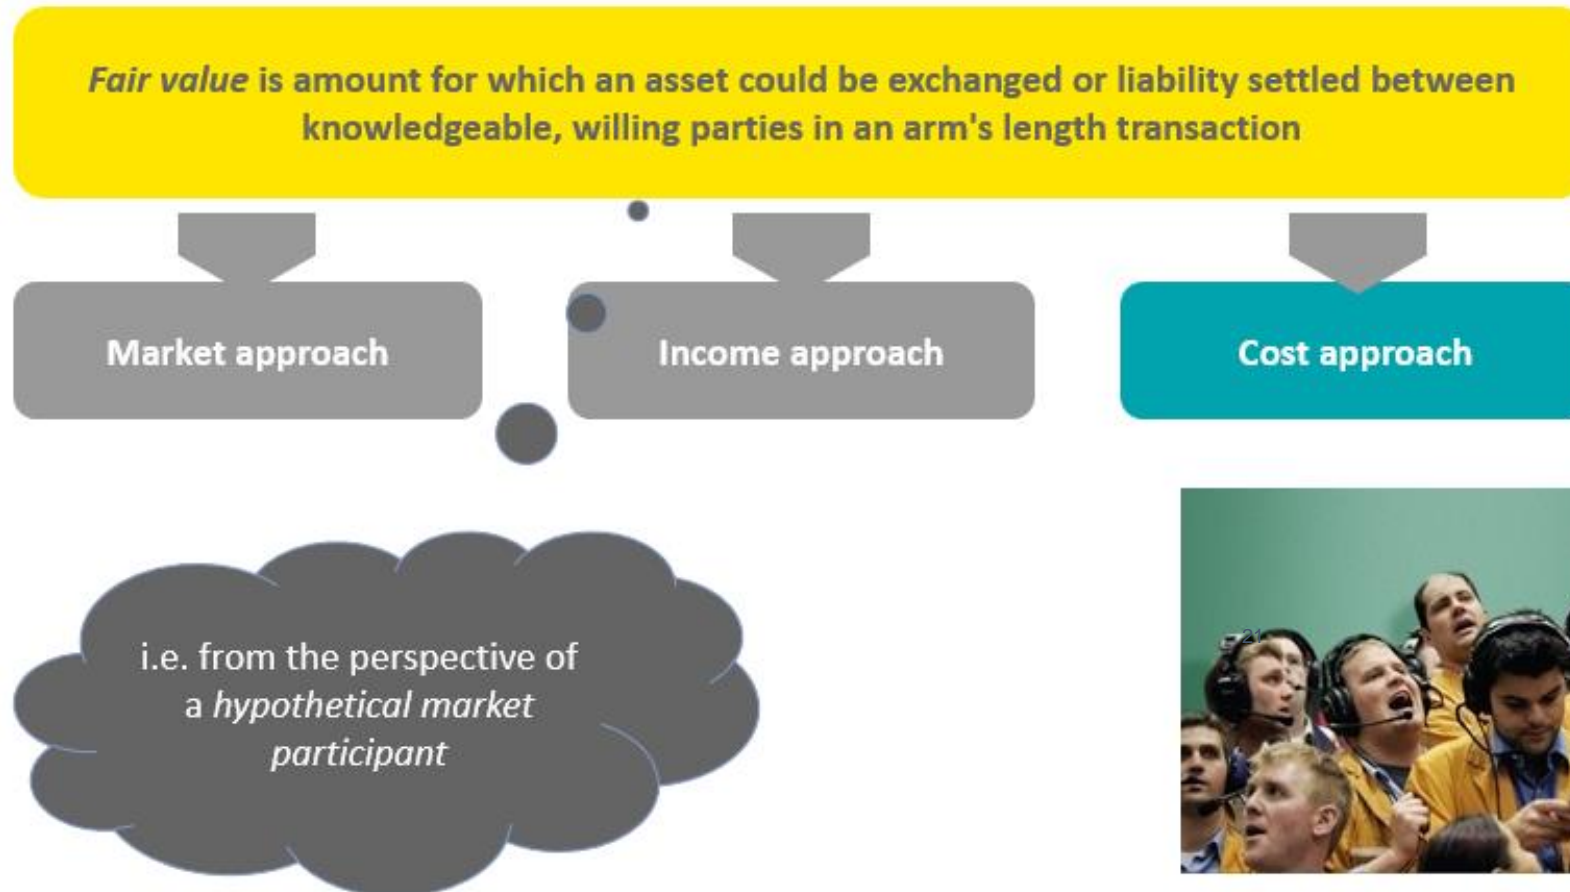 Fair value is amount for which an asset could be exchanged or liability settled between
knowledgeable, willing parties in an arm's length transaction
Market approach
Income approach
Cost approach
i.e. from the perspective of
a hypothetical market
participant
21